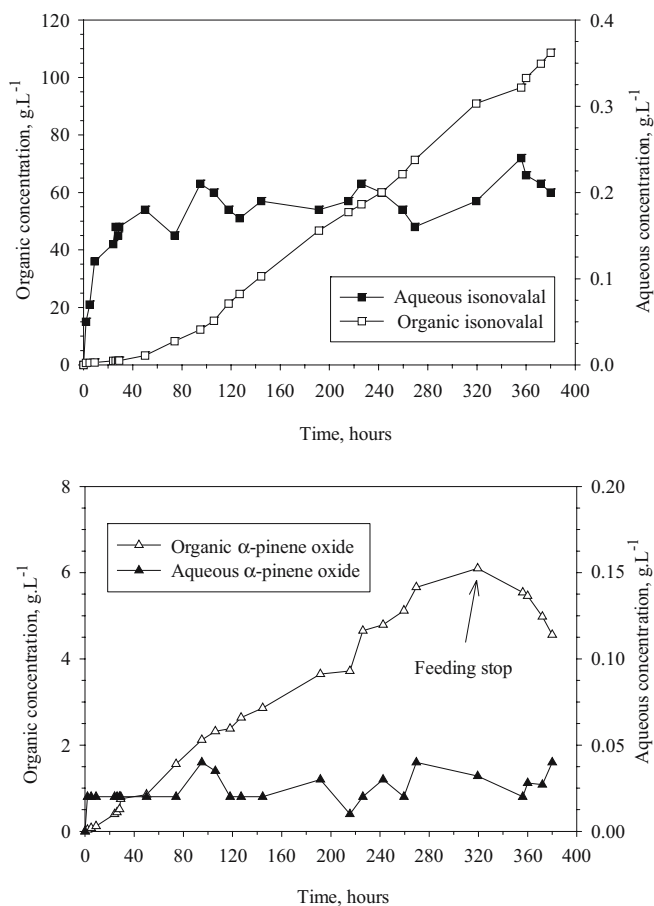 Organic concentration, g.L-1
120
100
80
60
40
20
0
Aqueous concentration, g.L-1
0.4
0.3
0.2
0.1
0.0
Aqueous isonovalal
Organic isonovalal
0 40 80 120 160 200 240 280 320 360 400
Time, hours
Organic concentration, g.L-1
8
6
4
2
0
Aqueous concentration, g.L-1
0.20
0.15
0.10
0.05
0.00
Organic α-pinene oxide
Aqueous α-pinene oxide
Feeding stop
0 40 80 120 160 200 240 280 320 360 400
Time, hours